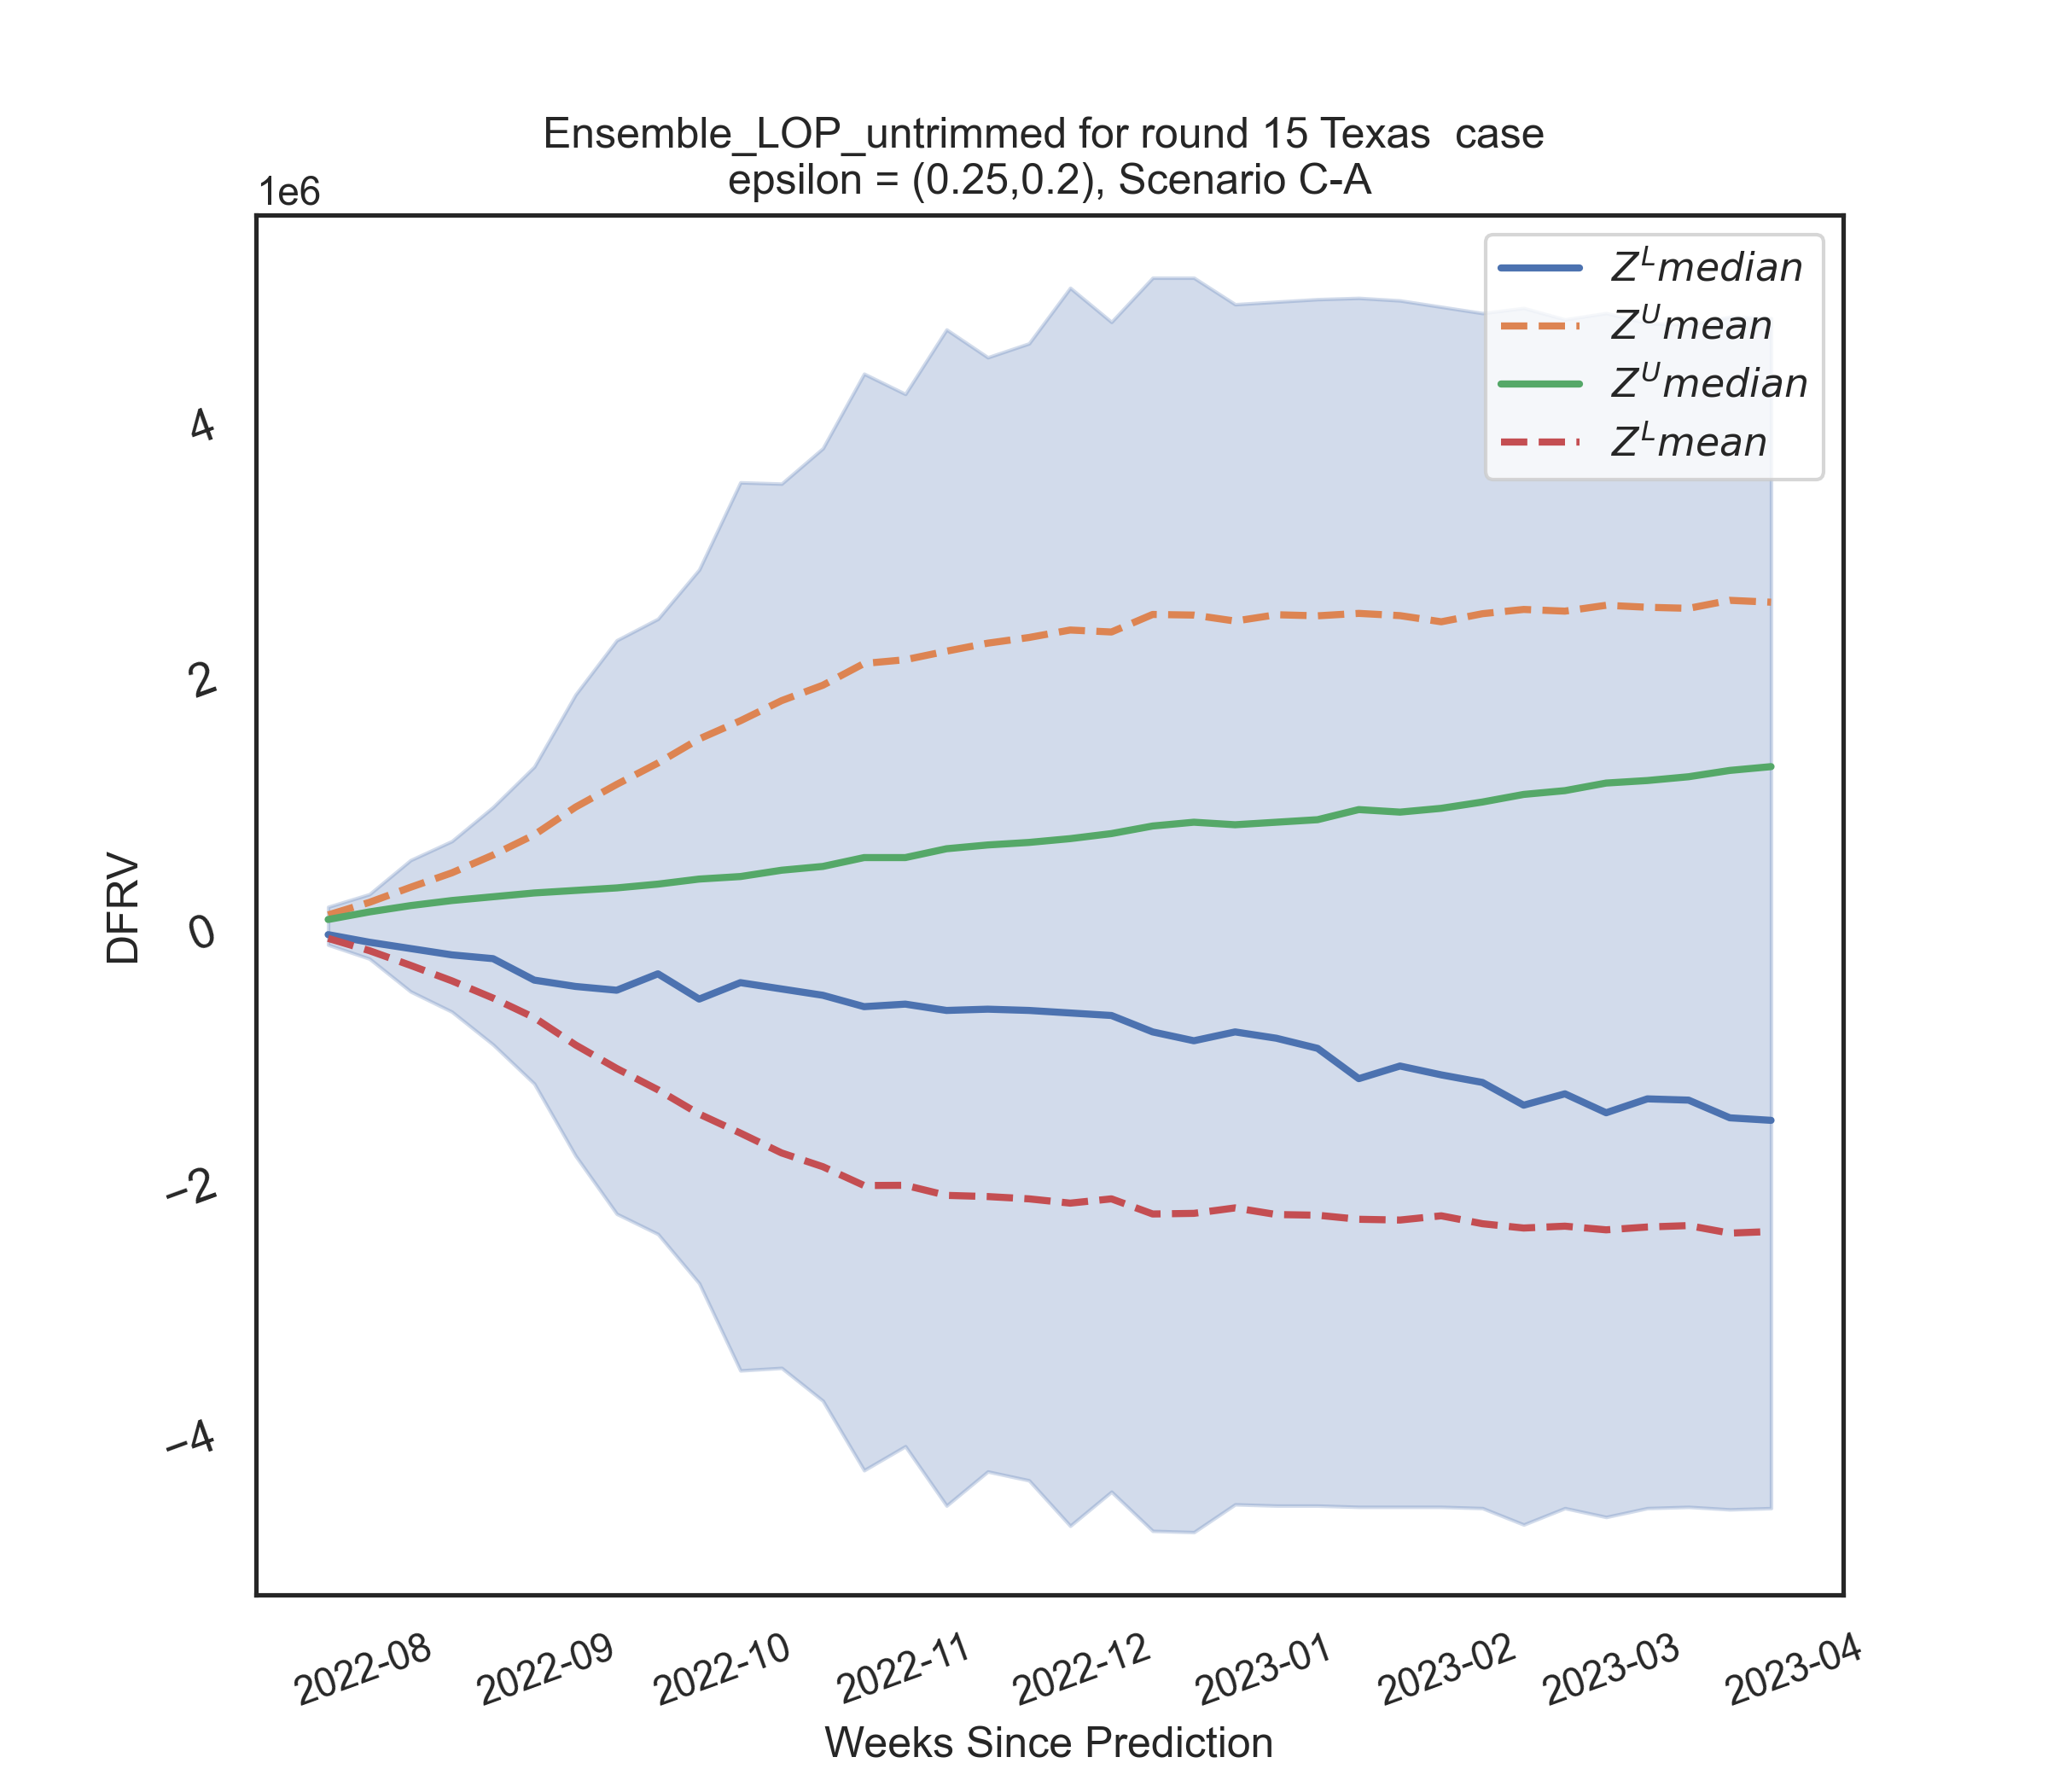 Ensemble_LOP_untrimmed for round 15 Texas  case
epsilon = (0.25,0.2), Scenario C-A
1e6
Z^L median
Z^U mean
Z^U median
Z^L mean
4
2
0
−2
−4
DFRV
2022-08
2022-09
2022-10
2022-11
2022-12
2023-01
2023-02
2023-03
2023-04
Weeks Since Prediction